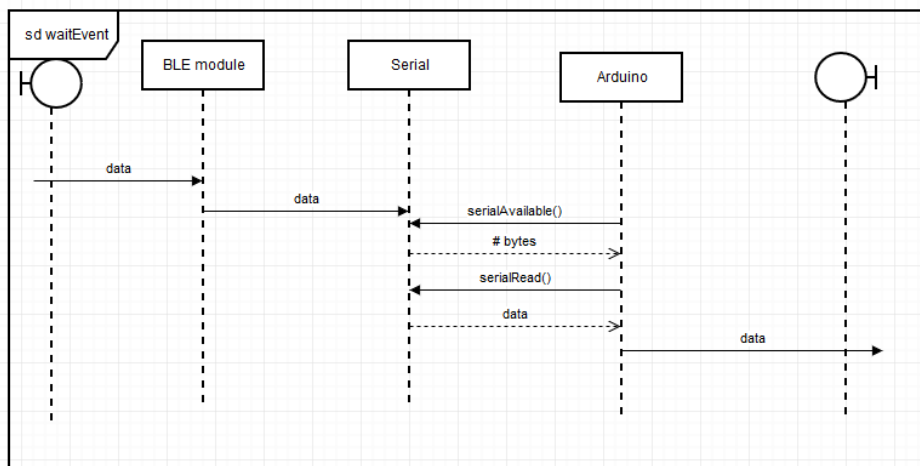 sd waitEvent
BLE module
Serial
Arduino
data
data
serialAvailable()
# bytes
serialRead()
data
data